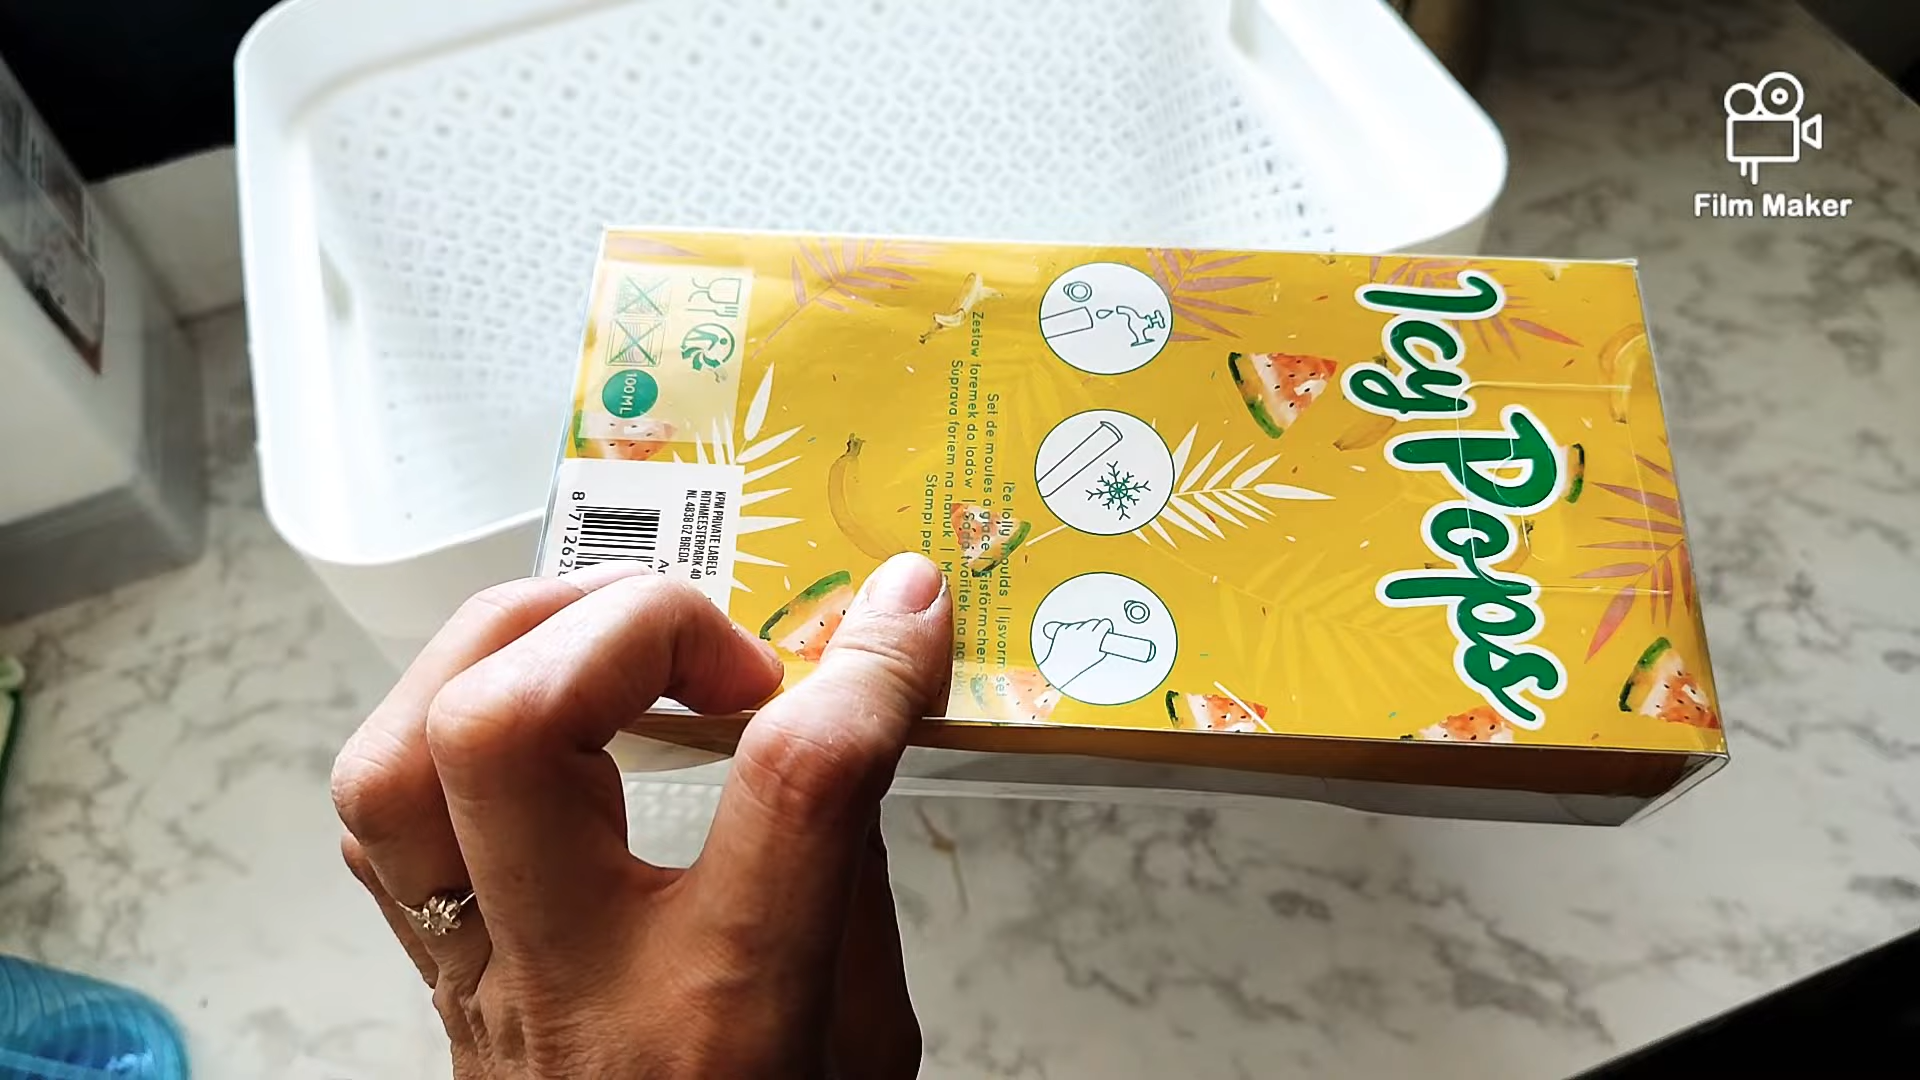 Film Maker
Icy Pops
Ice lolly moulds | Ijsvorm set
Set de moules à glace | Eisförmchen-Set
Zestaw foremek do lodów | Sada tvořítek na nanuky
Súprava foriem na nanuk |
Stampi per
100 ML
KPM PRIVATE LABELS
RITHMEESTERPARK 40
NL 4838 GZ BREDA
8 71262